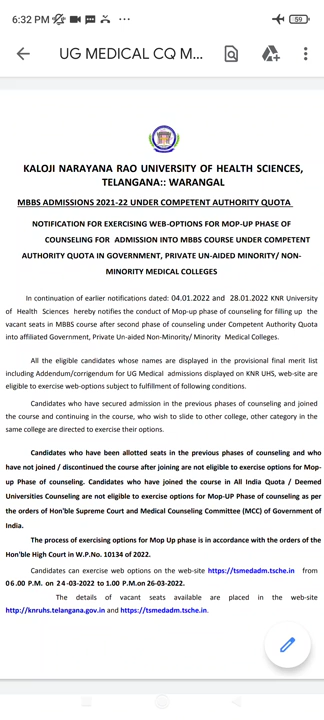 6:32 PM
59
UG MEDICAL CQ M...
KALOJI NARAYANA RAO UNIVERSITY OF HEALTH SCIENCES,
TELANGANA:: WARANGAL
MBBS ADMISSIONS 2021-22 UNDER COMPETENT AUTHORITY QUOTA
NOTIFICATION FOR EXERCISING WEB-OPTIONS FOR MOP-UP PHASE OF
COUNSELING FOR ADMISSION INTO MBBS COURSE UNDER COMPETENT
AUTHORITY QUOTA IN GOVERNMENT, PRIVATE UN-AIDED MINORITY/ NON-
MINORITY MEDICAL COLLEGES
In continuation of earlier notifications dated: 04.01.2022 and 28.01.2022 KNR University
of Health Sciences hereby notifies the conduct of Mop-up phase of counseling for filling up the
vacant seats in MBBS course after second phase of counseling under Competent Authority Quota
into affiliated Government, Private Un-aided Non-Minority/ Minority Medical Colleges.
All the eligible candidates whose names are displayed in the provisional final merit list
including Addendum/corrigendum for UG Medical admissions displayed on KNR UHS, web-site are
eligible to exercise web-options subject to fulfillment of following conditions.
Candidates who have secured admission in the previous phases of counseling and joined
the course and continuing in the course, who wish to slide to other college, other category in the
same college are directed to exercise their options.
Candidates who have been allotted seats in the previous phases of counseling and who
have not joined / discontinued the course after joining are not eligible to exercise options for Mop-
up Phase of counseling. Candidates who have joined the course in All India Quota / Deemed
Universities Counseling are not eligible to exercise options for Mop-UP Phase of counseling as per
the orders of Hon'ble Supreme Court and Medical Counseling Committee (MCC) of Government of
India.
The process of exercising options for Mop Up phase is in accordance with the orders of the
Hon'ble High Court in W.P.No. 10134 of 2022.
Candidates can exercise web options on the web-site https://tsmedadm.tsche.in from
06.00 P.M. on 24-03-2022 to 1.00 P.M.on 26-03-2022.
The details of vacant seats available are placed in the web-site
http://knruhs.telangana.gov.in and https://tsmedadm.tsche.in.